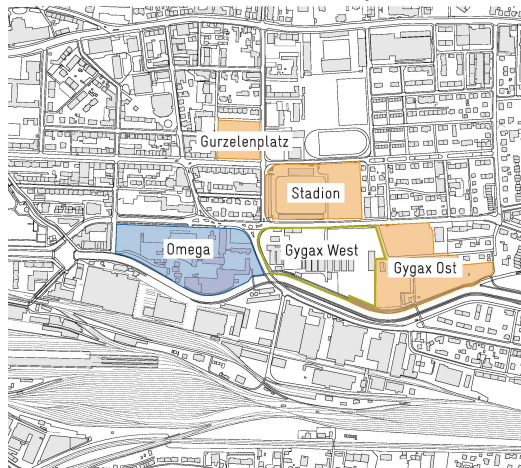 Gurzelenplatz
Stadion
Omega
Gygax West
Gygax Ost